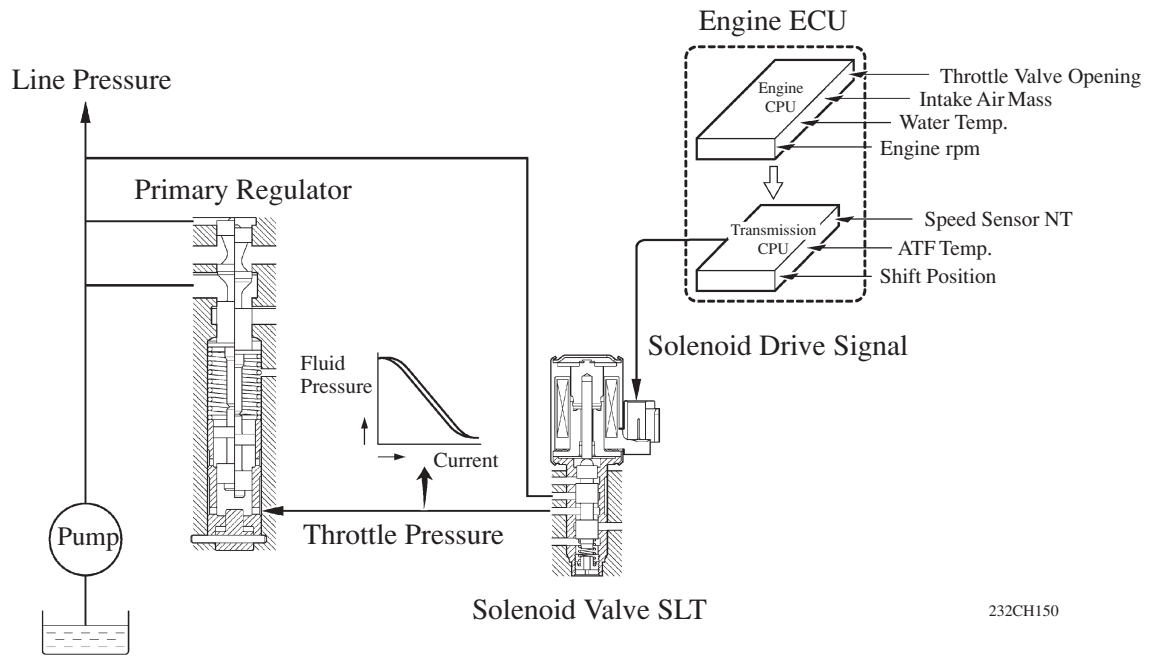 Engine ECU
Line Pressure
Engine
CPU
Throttle Valve Opening
Intake Air Mass
Water Temp.
Engine rpm
Primary Regulator
Transmission
CPU
Speed Sensor NT
ATF Temp.
Shift Position
Solenoid Drive Signal
Fluid
Pressure
Current
Throttle Pressure
Pump
Solenoid Valve SLT
232CH150